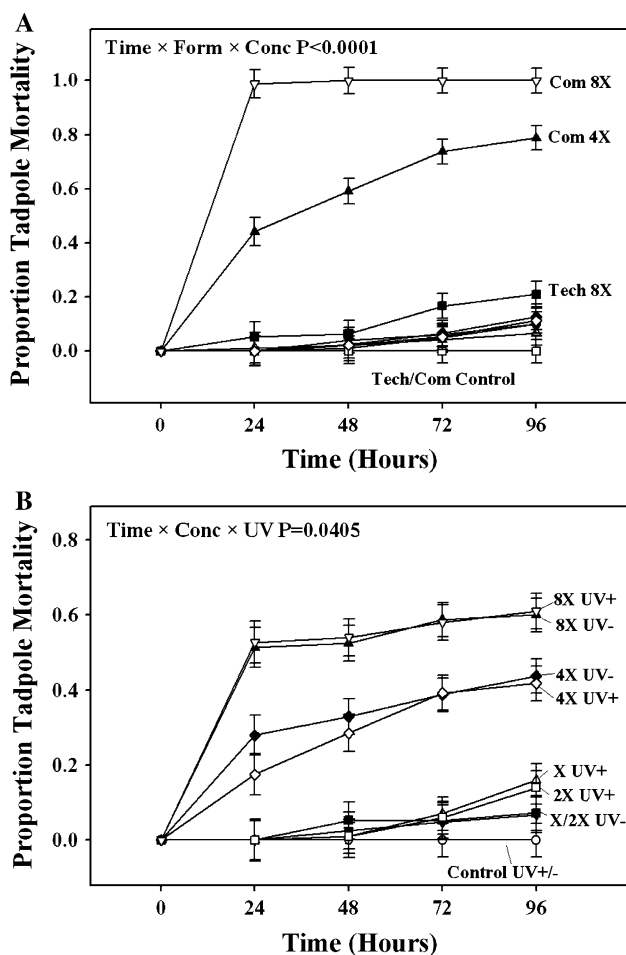 A
Time × Form × Conc P<0.0001
Proportion Tadpole Mortality
1.0
0.8
0.6
0.4
0.2
0.0
Com 8X
Com 4X
Tech 8X
Tech/Com Control
0 24 48 72 96
Time (Hours)
B
Time × Conc × UV P=0.0405
Proportion Tadpole Mortality
0.8
0.6
0.4
0.2
0.0
8X UV+
8X UV-
4X UV-
4X UV+
X UV+
2X UV+
X/2X UV-
Control UV+/-
0 24 48 72 96
Time (Hours)